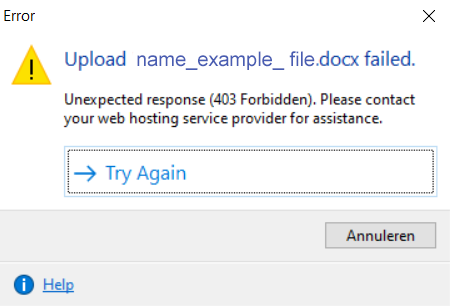 Error
Upload name_example_ file.docx failed.
Unexpected response (403 Forbidden). Please contact
your web hosting service provider for assistance.
Try Again
Annuleren
Help